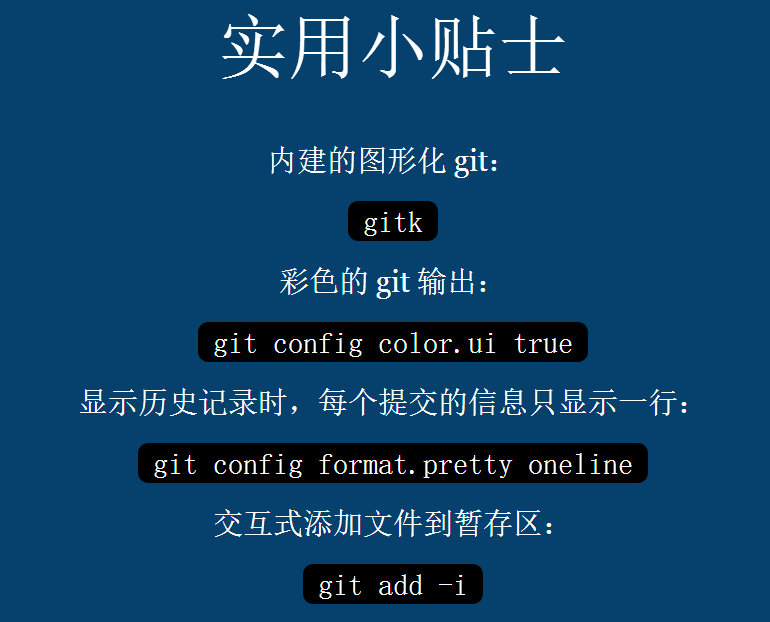 实用小贴士
内建的图形化 git：
gitk
彩色的 git 输出：
git config color.ui true
显示历史记录时，每个提交的信息只显示一行：
git config format.pretty oneline
交互式添加文件到暂存区：
git add -i